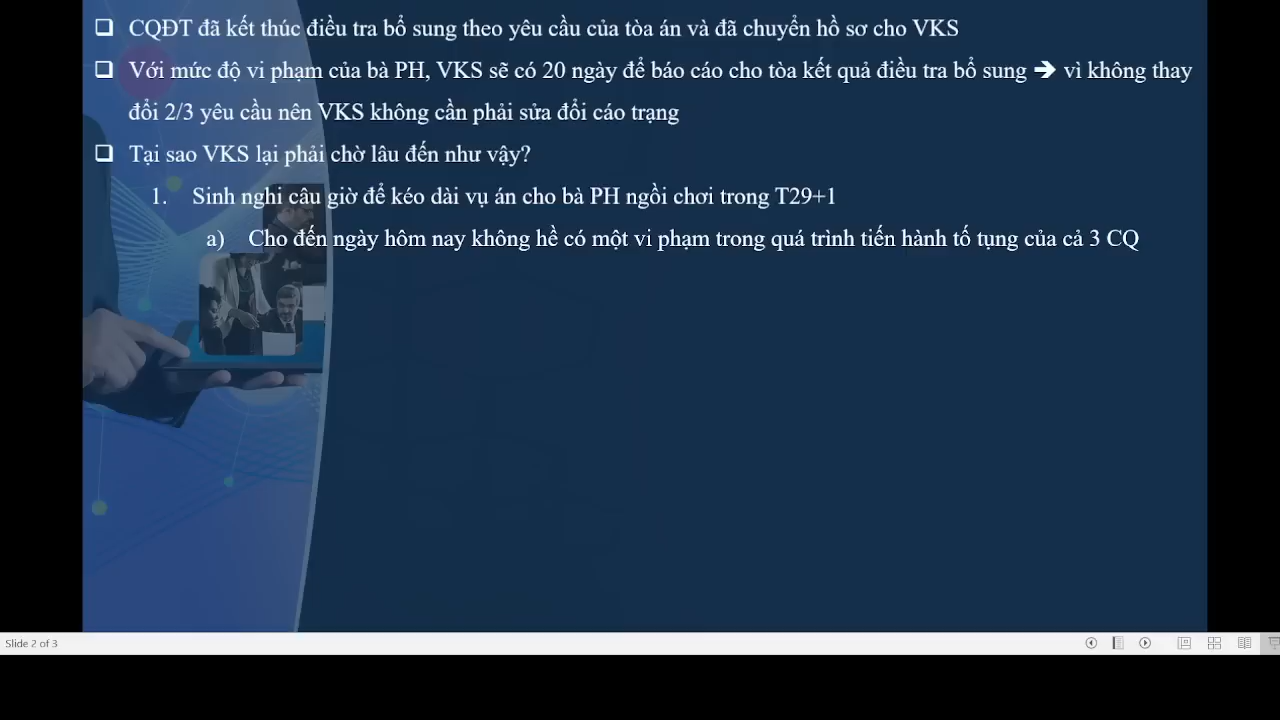 ❑ CQĐT đã kết thúc điều tra bổ sung theo yêu cầu của tòa án và đã chuyển hồ sơ cho VKS
❑ Với mức độ vi phạm của bà PH, VKS sẽ có 20 ngày để báo cáo cho tòa kết quả điều tra bổ sung ➔ vì không thay
đổi 2/3 yêu cầu nên VKS không cần phải sửa đổi cáo trạng
❑ Tại sao VKS lại phải chờ lâu đến như vậy?
1. Sinh nghi câu giờ để kéo dài vụ án cho bà PH ngồi chơi trong T29+1
a) Cho đến ngày hôm nay không hề có một vi phạm trong quá trình tiến hành tố tụng của cả 3 CQ
Slide 2 of 3